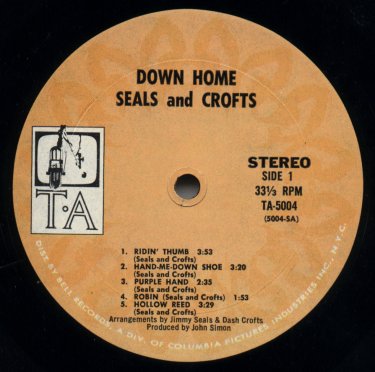 DOWN HOME
SEALS and CROFTS
T·A
STEREO
SIDE 1
33⅓ RPM
TA-5004
(5004-SA)
1. RIDIN' THUMB 3:53
(Seals and Crofts)
2. HAND-ME-DOWN SHOE 3:20
(Seals and Crofts)
3. PURPLE HAND 2:35
(Seals and Crofts)
4. ROBIN (Seals and Crofts) 1:53
5. HOLLOW REED 3:29
(Seals and Crofts)
Arrangements by Jimmy Seals & Dash Crofts
Produced by John Simon
DIST. BY BELL RECORDS, A DIV. OF COLUMBIA PICTURES INDUSTRIES INC., N.Y.C.